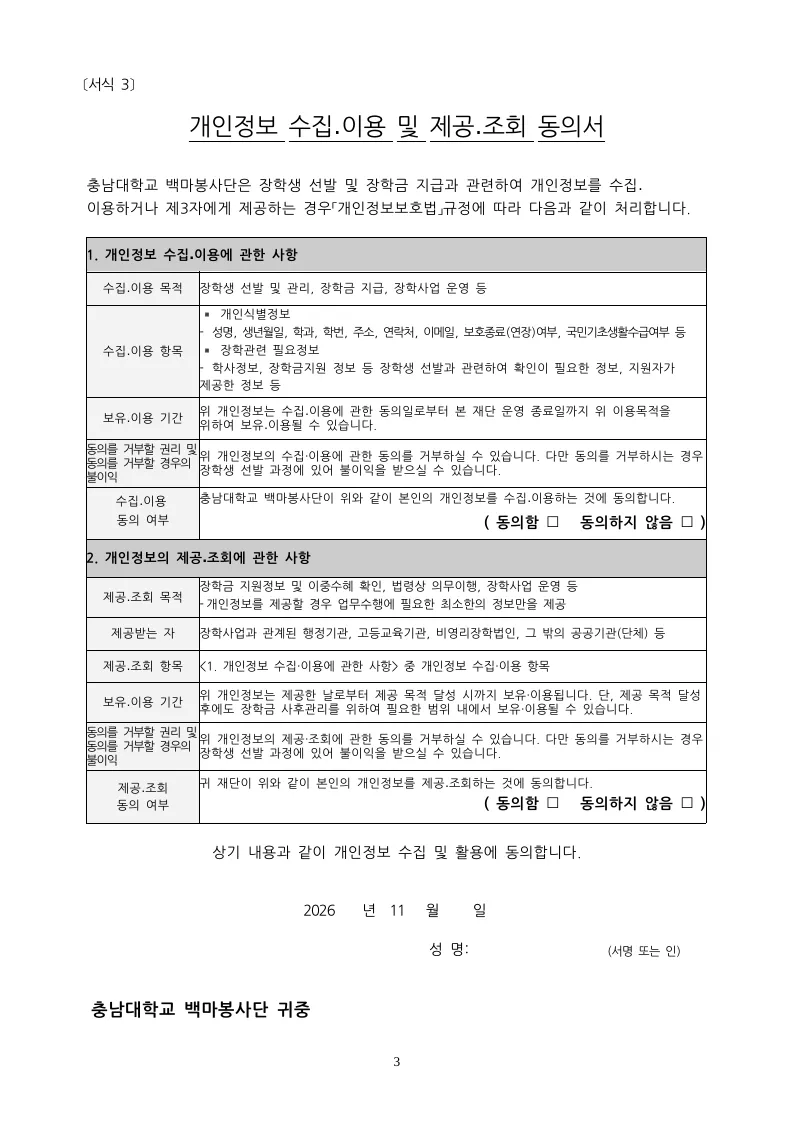 〔서식 3〕
개인정보 수집.이용 및 제공.조회 동의서
충남대학교 백마봉사단은 장학생 선발 및 장학금 지급과 관련하여 개인정보를 수집.
이용하거나 제3자에게 제공하는 경우｢개인정보보호법｣규정에 따라 다음과 같이 처리합니다.
1. 개인정보 수집.이용에 관한 사항
수집.이용 목적
장학생 선발 및 관리, 장학금 지급, 장학사업 운영 등
수집.이용 항목
▪ 개인식별정보
- 성명, 생년월일, 학과, 학번, 주소, 연락처, 이메일, 보호종료(연장)여부, 국민기초생활수급여부 등
▪ 장학관련 필요정보
- 학사정보, 장학금지원 정보 등 장학생 선발과 관련하여 확인이 필요한 정보, 지원자가
제공한 정보 등
보유.이용 기간
위 개인정보는 수집.이용에 관한 동의일로부터 본 재단 운영 종료일까지 위 이용목적을
위하여 보유.이용될 수 있습니다.
동의를 거부할 권리 및
동의를 거부할 경우의
불이익
위 개인정보의 수집·이용에 관한 동의를 거부하실 수 있습니다. 다만 동의를 거부하시는 경우
장학생 선발 과정에 있어 불이익을 받으실 수 있습니다.
수집.이용
동의 여부
충남대학교 백마봉사단이 위와 같이 본인의 개인정보를 수집.이용하는 것에 동의합니다.
( 동의함 □ 동의하지 않음 □ )
2. 개인정보의 제공.조회에 관한 사항
제공.조회 목적
장학금 지원정보 및 이중수혜 확인, 법령상 의무이행, 장학사업 운영 등
-개인정보를 제공할 경우 업무수행에 필요한 최소한의 정보만을 제공
제공받는 자
장학사업과 관계된 행정기관, 고등교육기관, 비영리장학법인, 그 밖의 공공기관(단체) 등
제공.조회 항목
<1. 개인정보 수집·이용에 관한 사항> 중 개인정보 수집·이용 항목
보유.이용 기간
위 개인정보는 제공한 날로부터 제공 목적 달성 시까지 보유·이용됩니다. 단, 제공 목적 달성
후에도 장학금 사후관리를 위하여 필요한 범위 내에서 보유·이용될 수 있습니다.
동의를 거부할 권리 및
동의를 거부할 경우의
불이익
위 개인정보의 제공·조회에 관한 동의를 거부하실 수 있습니다. 다만 동의를 거부하시는 경우
장학생 선발 과정에 있어 불이익을 받으실 수 있습니다.
제공.조회
동의 여부
귀 재단이 위와 같이 본인의 개인정보를 제공.조회하는 것에 동의합니다.
( 동의함 □ 동의하지 않음 □ )
상기 내용과 같이 개인정보 수집 및 활용에 동의합니다.
2026 년 11 월 일
성 명: (서명 또는 인)
충남대학교 백마봉사단 귀중
3